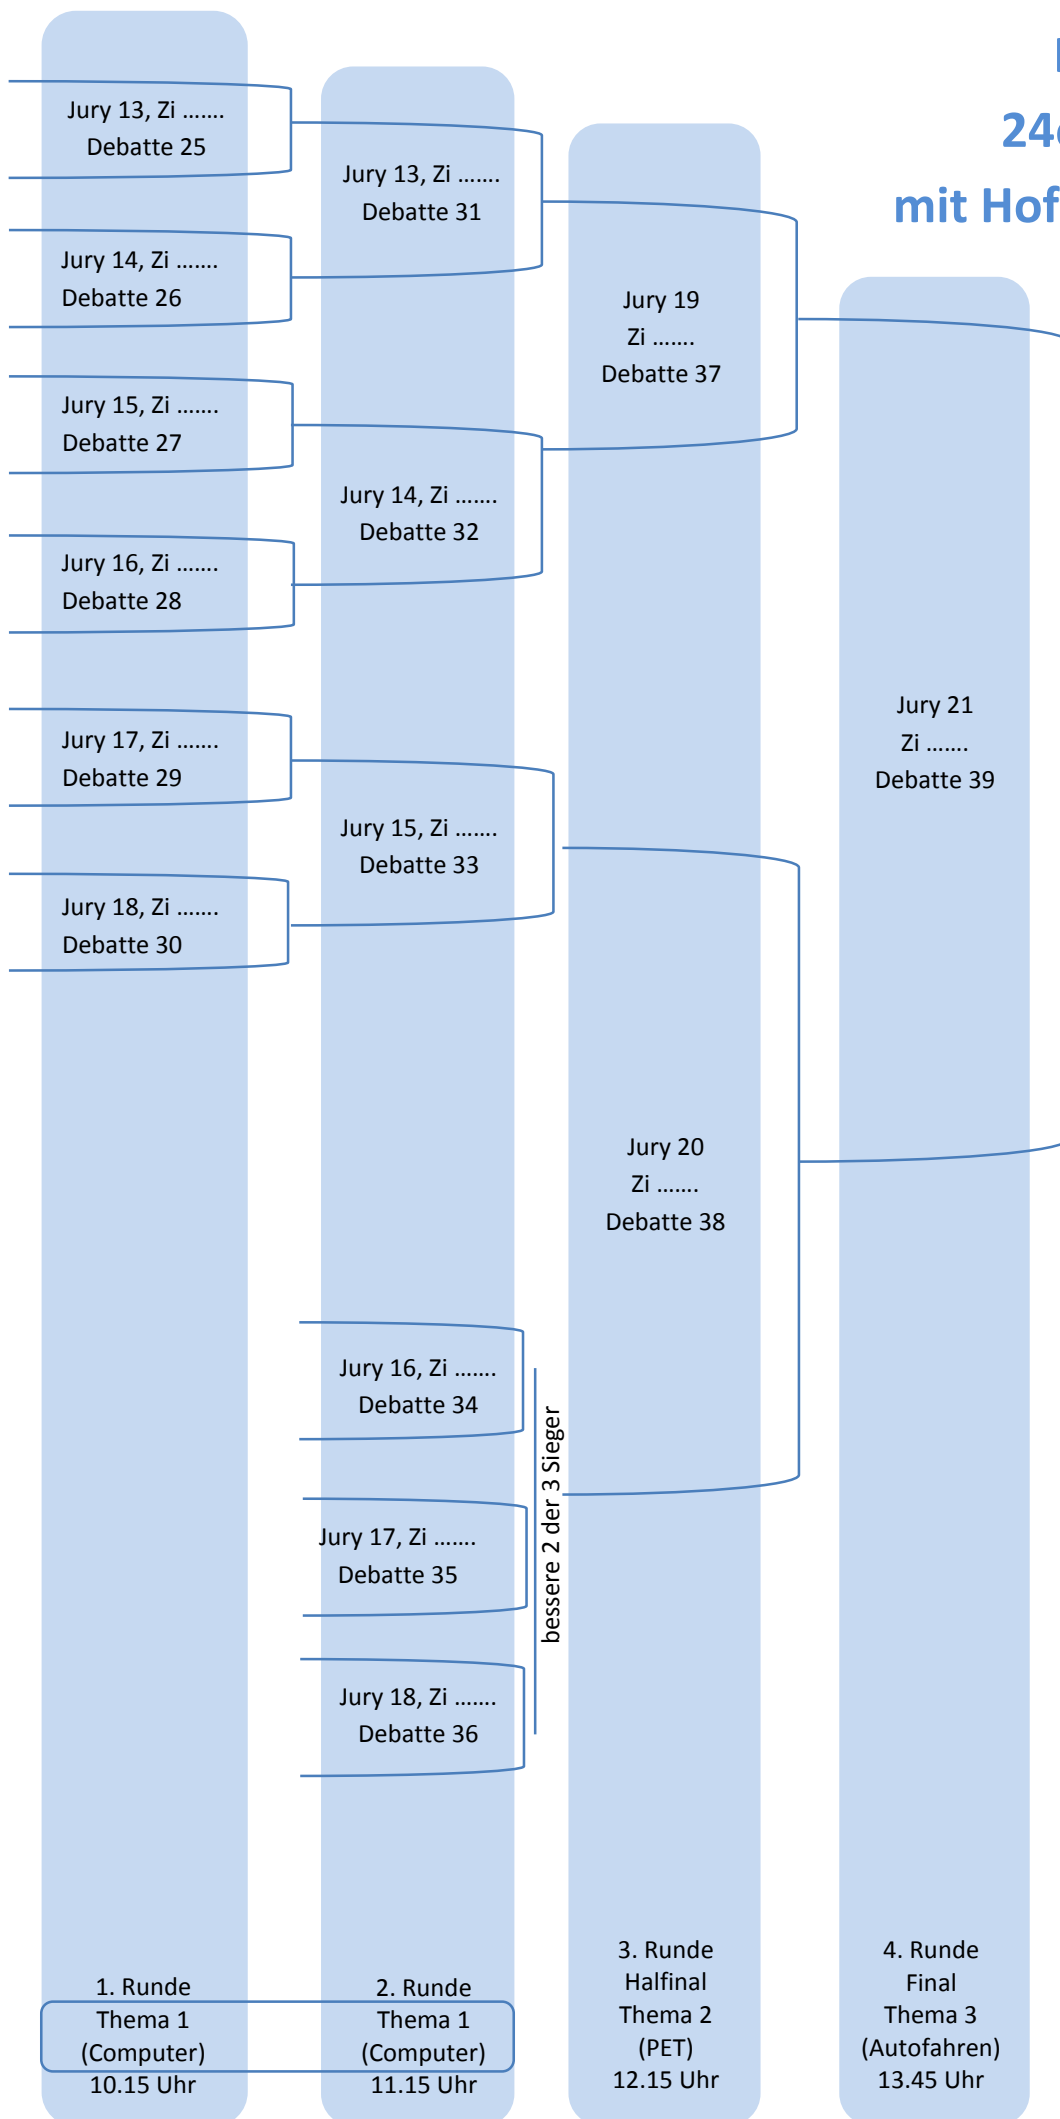 24
mit Hof
Jury 13, Zi .......
Debatte 25
Jury 14, Zi .......
Debatte 26
Jury 15, Zi .......
Debatte 27
Jury 16, Zi .......
Debatte 28
Jury 17, Zi .......
Debatte 29
Jury 18, Zi .......
Debatte 30
1. Runde
Thema 1
(Computer)
10.15 Uhr
Jury 13, Zi .......
Debatte 31
Jury 14, Zi .......
Debatte 32
Jury 15, Zi .......
Debatte 33
Jury 16, Zi .......
Debatte 34
Jury 17, Zi .......
Debatte 35
Jury 18, Zi .......
Debatte 36
bessere 2 der 3 Sieger
2. Runde
Thema 1
(Computer)
11.15 Uhr
Jury 19
Zi .......
Debatte 37
Jury 20
Zi .......
Debatte 38
3. Runde
Halfinal
Thema 2
(PET)
12.15 Uhr
Jury 21
Zi .......
Debatte 39
4. Runde
Final
Thema 3
(Autofahren)
13.45 Uhr